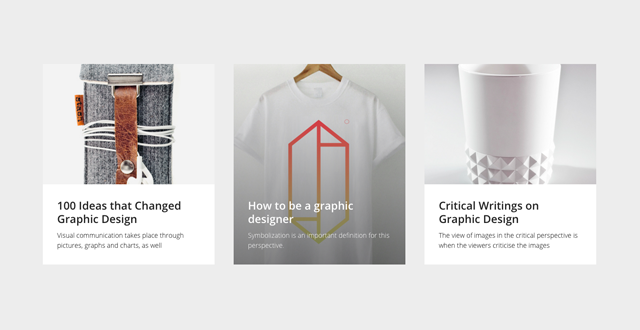 100 Ideas that Changed
Graphic Design
Visual communication takes place through
pictures, graphs and charts, as well
How to be a graphic
designer
Symbolization is an important definition for this
perspective
Critical Writings on
Graphic Design
The view of images in the critical perspective is
when the viewers criticise the images